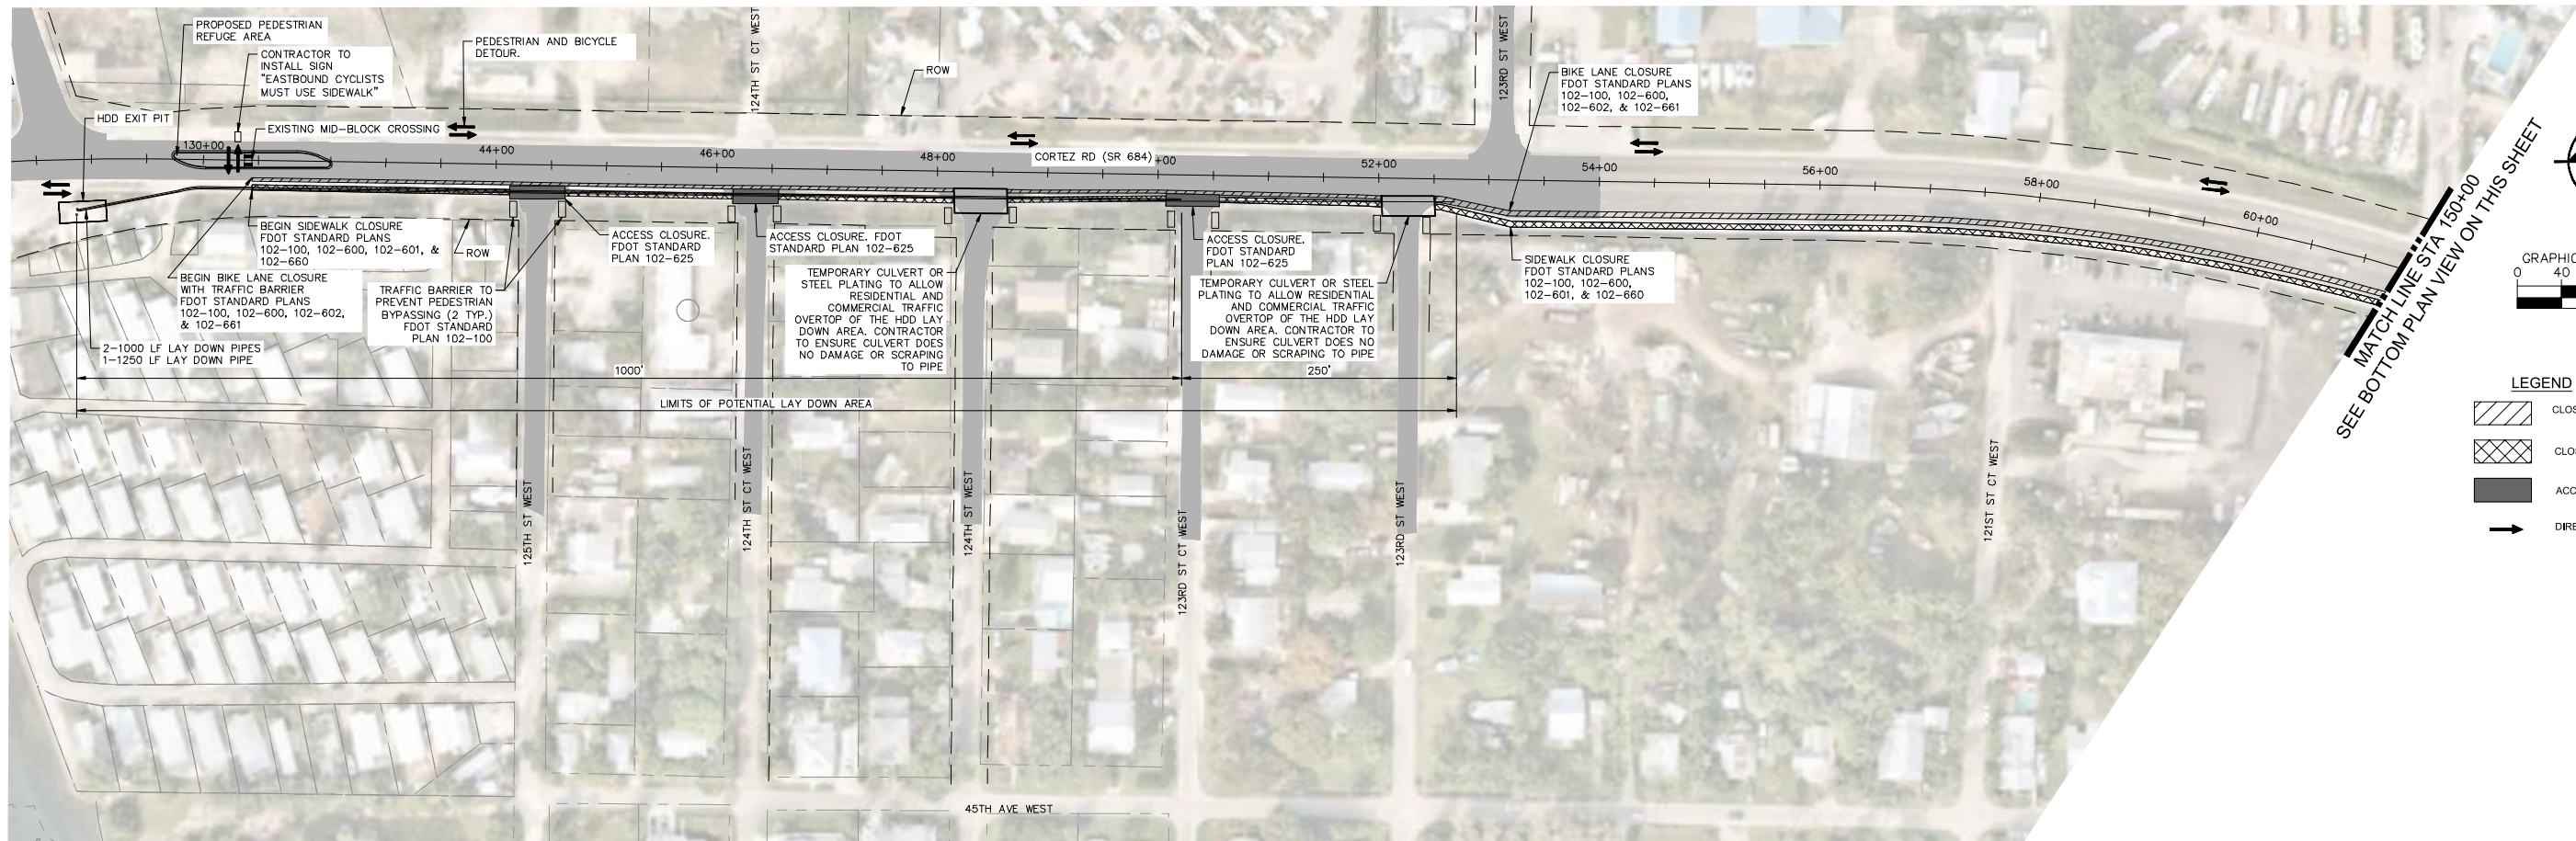 PROPOSED PEDESTRIAN
REFUGE AREA
CONTRACTOR TO
INSTALL SIGN
"EASTBOUND CYCLISTS
MUST USE SIDEWALK"
PEDESTRIAN AND BICYCLE
DETOUR.
124TH ST CT WEST
ROW
123RD ST WEST
BIKE LANE CLOSURE
FDOT STANDARD PLANS
102-100, 102-600,
102-602, & 102-661
HDD EXIT PIT
EXISTING MID-BLOCK CROSSING
130+00
44+00
46+00
48+00
CORTEZ RD (SR 684)
+00
52+00
54+00
56+00
58+00
60+00
BEGIN SIDEWALK CLOSURE
FDOT STANDARD PLANS
102-100, 102-600, 102-601, &
102-660
ROW
BEGIN BIKE LANE CLOSURE
WITH TRAFFIC BARRIER
FDOT STANDARD PLANS
102-100, 102-600, 102-602,
& 102-661
TRAFFIC BARRIER TO
PREVENT PEDESTRIAN
BYPASSING (2 TYP.)
FDOT STANDARD
PLAN 102-100
2-1000 LF LAY DOWN PIPES
1-1250 LF LAY DOWN PIPE
ACCESS CLOSURE.
FDOT STANDARD
PLAN 102-625
ACCESS CLOSURE. FDOT
STANDARD PLAN 102-625
TEMPORARY CULVERT OR
STEEL PLATING TO ALLOW
RESIDENTIAL AND
COMMERCIAL TRAFFIC
OVERTOP OF THE HDD LAY
DOWN AREA. CONTRACTOR
TO ENSURE CULVERT DOES
NO DAMAGE OR SCRAPING
TO PIPE
ACCESS CLOSURE.
FDOT STANDARD
PLAN 102-625
TEMPORARY CULVERT OR STEEL
PLATING TO ALLOW RESIDENTIAL
AND COMMERCIAL TRAFFIC
OVERTOP OF THE HDD LAY
DOWN AREA. CONTRACTOR TO
ENSURE CULVERT DOES NO
DAMAGE OR SCRAPING TO PIPE
SIDEWALK CLOSURE
FDOT STANDARD PLANS
102-100, 102-600,
102-601, & 102-660
1000'
250'
LIMITS OF POTENTIAL LAY DOWN AREA
125TH ST WEST
124TH ST CT WEST
124TH ST WEST
123RD ST CT WEST
123RD ST WEST
121ST ST CT WEST
45TH AVE WEST
MATCH LINE STA 150+00
SEE BOTTOM PLAN VIEW ON THIS SHEET
GRAPHIC
0 40
LEGEND
CLOS
CLOS
ACC
DIRE